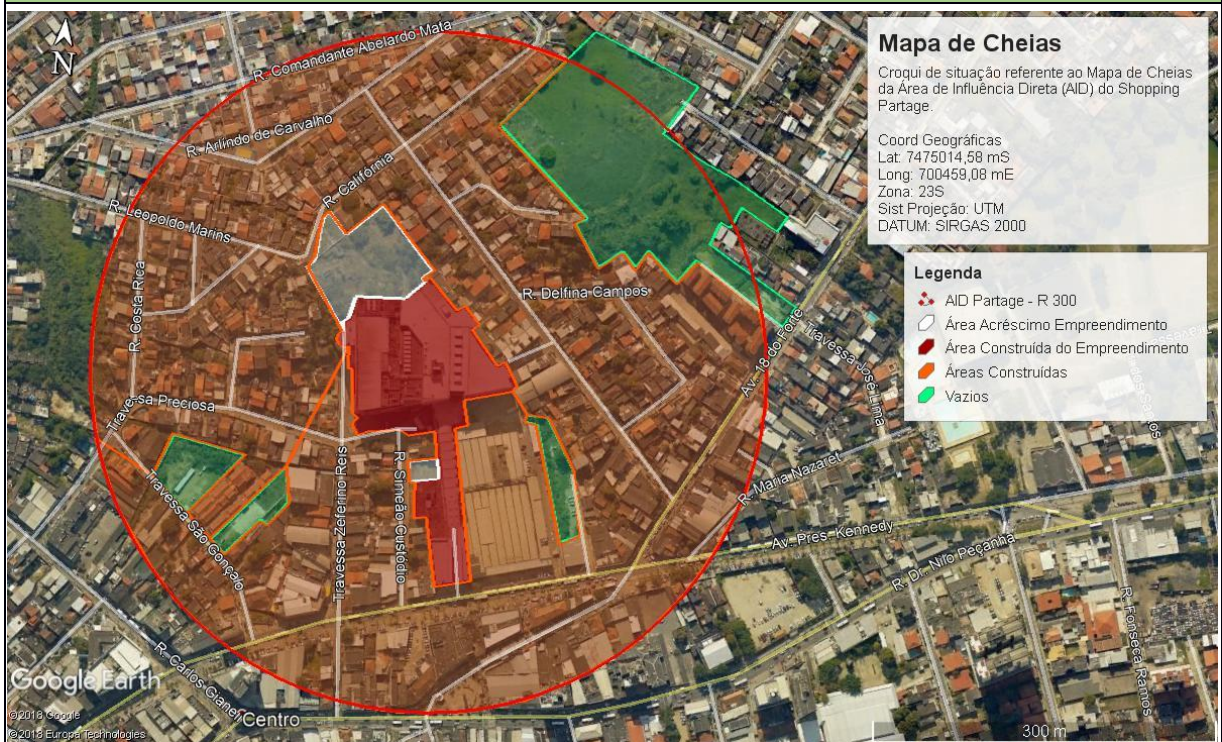 Mapa de Cheias
Croqui de situação referente ao Mapa de Cheias
da Área de Influência Direta (AID) do Shopping
Partage.
Coord Geográficas
Lat: 7475014,58 mS
Long: 700459,08 mE
Zona: 23S
Sist Projeção: UTM
DATUM: SIRGAS 2000
Legenda
AID Partage - R 300
Área Acréscimo Empreendimento
Área Construída do Empreendimento
Áreas Construídas
Vazios
N
R. Comandante Abelardo Mata
R. Arlindo de Carvalho
R. Califórnia
R. Leopoldo Marins
R. Costa Rica
R. Delfina Campos
Av. 18 do Forte
Travessa José Lima
Travessa Preciosa
Travessa São Gonçalo
Travessa Zeferino Reis
R. Simeão Custódio
R. Maria Nazaret
Av. Pres. Kennedy
R. Dr. Nilo Peçanha
R. Fonseca Ramos
R. Carlos Gianel
Centro
Google Earth
©2018 Google
©2018 Europa Technologies
300 m